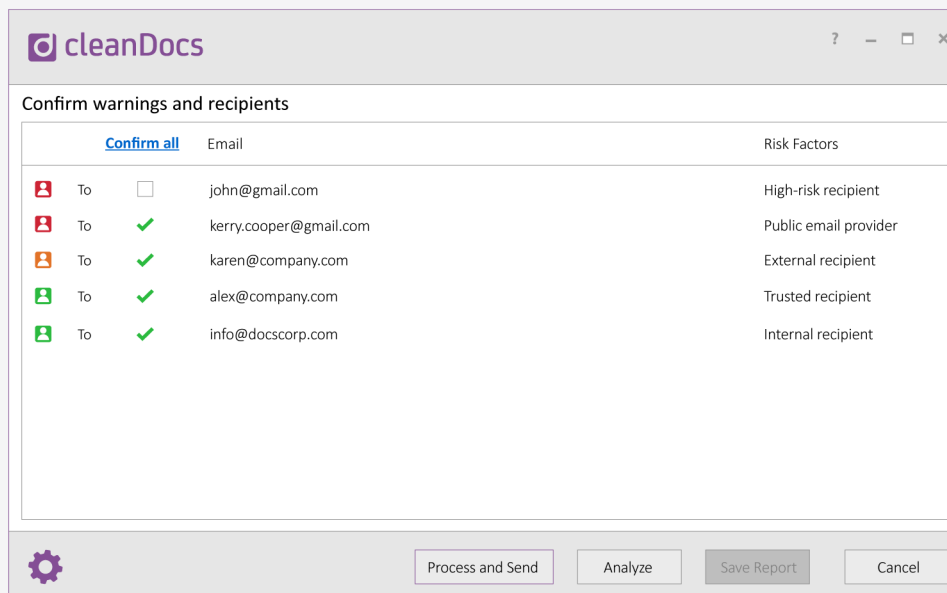 cleanDocs
?
Confirm warnings and recipients
Confirm all Email Risk Factors
To john@gmail.com High-risk recipient
To kerry.cooper@gmail.com Public email provider
To karen@company.com External recipient
To alex@company.com Trusted recipient
To info@docscorp.com Internal recipient
Process and Send Analyze Save Report Cancel